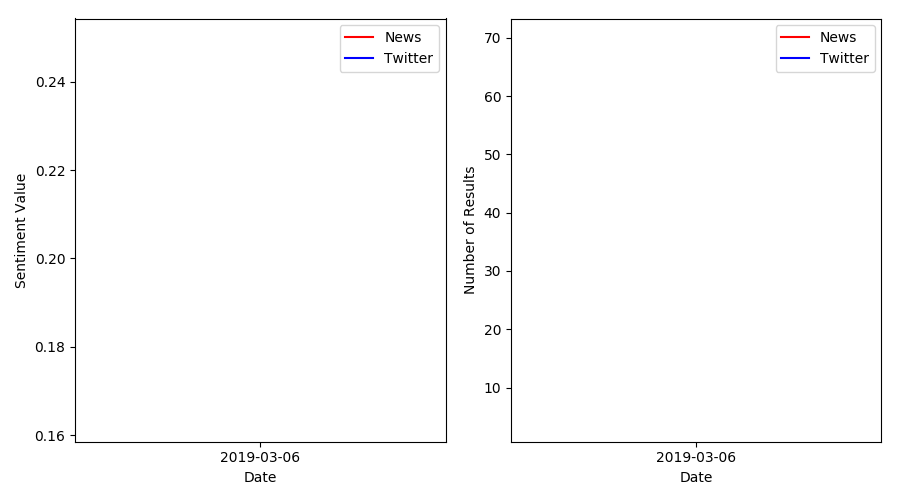 News
Twitter
0.24
0.22
0.20
0.18
0.16
Sentiment Value
2019-03-06
Date
News
Twitter
70
60
50
40
30
20
10
Number of Results
2019-03-06
Date